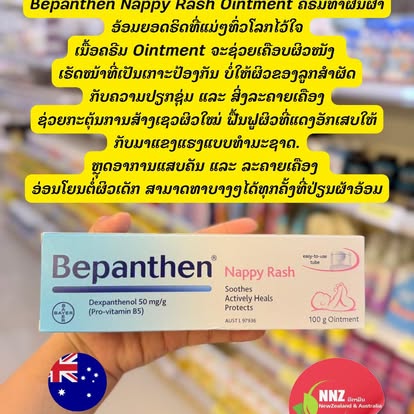 Bepanthen Nappy Rash Ointment ຄຣີມທາຜື່ນຜ້າ
ອ້ອມຍອດຮິດທີ່ແມ່ໆທົ່ວໂລກໄວ້ໃຈ
ເນື້ອຄຣີມ Ointment ຈະຊ່ວຍເຄືອບຜິວໜັງ
ເຮັດໜ້າທີ່ເປັນເກາະປ້ອງກັນ ບໍ່ໃຫ້ຜິວຂອງລູກສຳຜັດ
ກັບຄວາມປຽກຊຸ່ມ ແລະ ສິ່ງລະຄາຍເຄືອງ
ຊ່ວຍກະຕຸ້ນການສ້າງເຊວຜິວໃໝ່ ຟື້ນຟູຜິວທີ່ແດງອັກເສບໃຫ້
ກັບມາແຂງແຮງແບບທຳມະຊາດ.
ຫຼຸດອາການແສບຄັນ ແລະ ລະຄາຍເຄືອງ
ອ່ອນໂຍນຕໍ່ຜິວເດັກ ສາມາດທາບາງໆໄດ້ທຸກຄັ້ງທີ່ປ່ຽນຜ້າອ້ອມ
Bepanthen®
Nappy Rash
easy-to-use
tube
Soothes
Actively Heals
Protects
Dexpanthenol 50 mg/g
(Pro-vitamin B5)
BAYER
AUST L 97936
100 g Ointment
NNZ
NewZealand & Australia